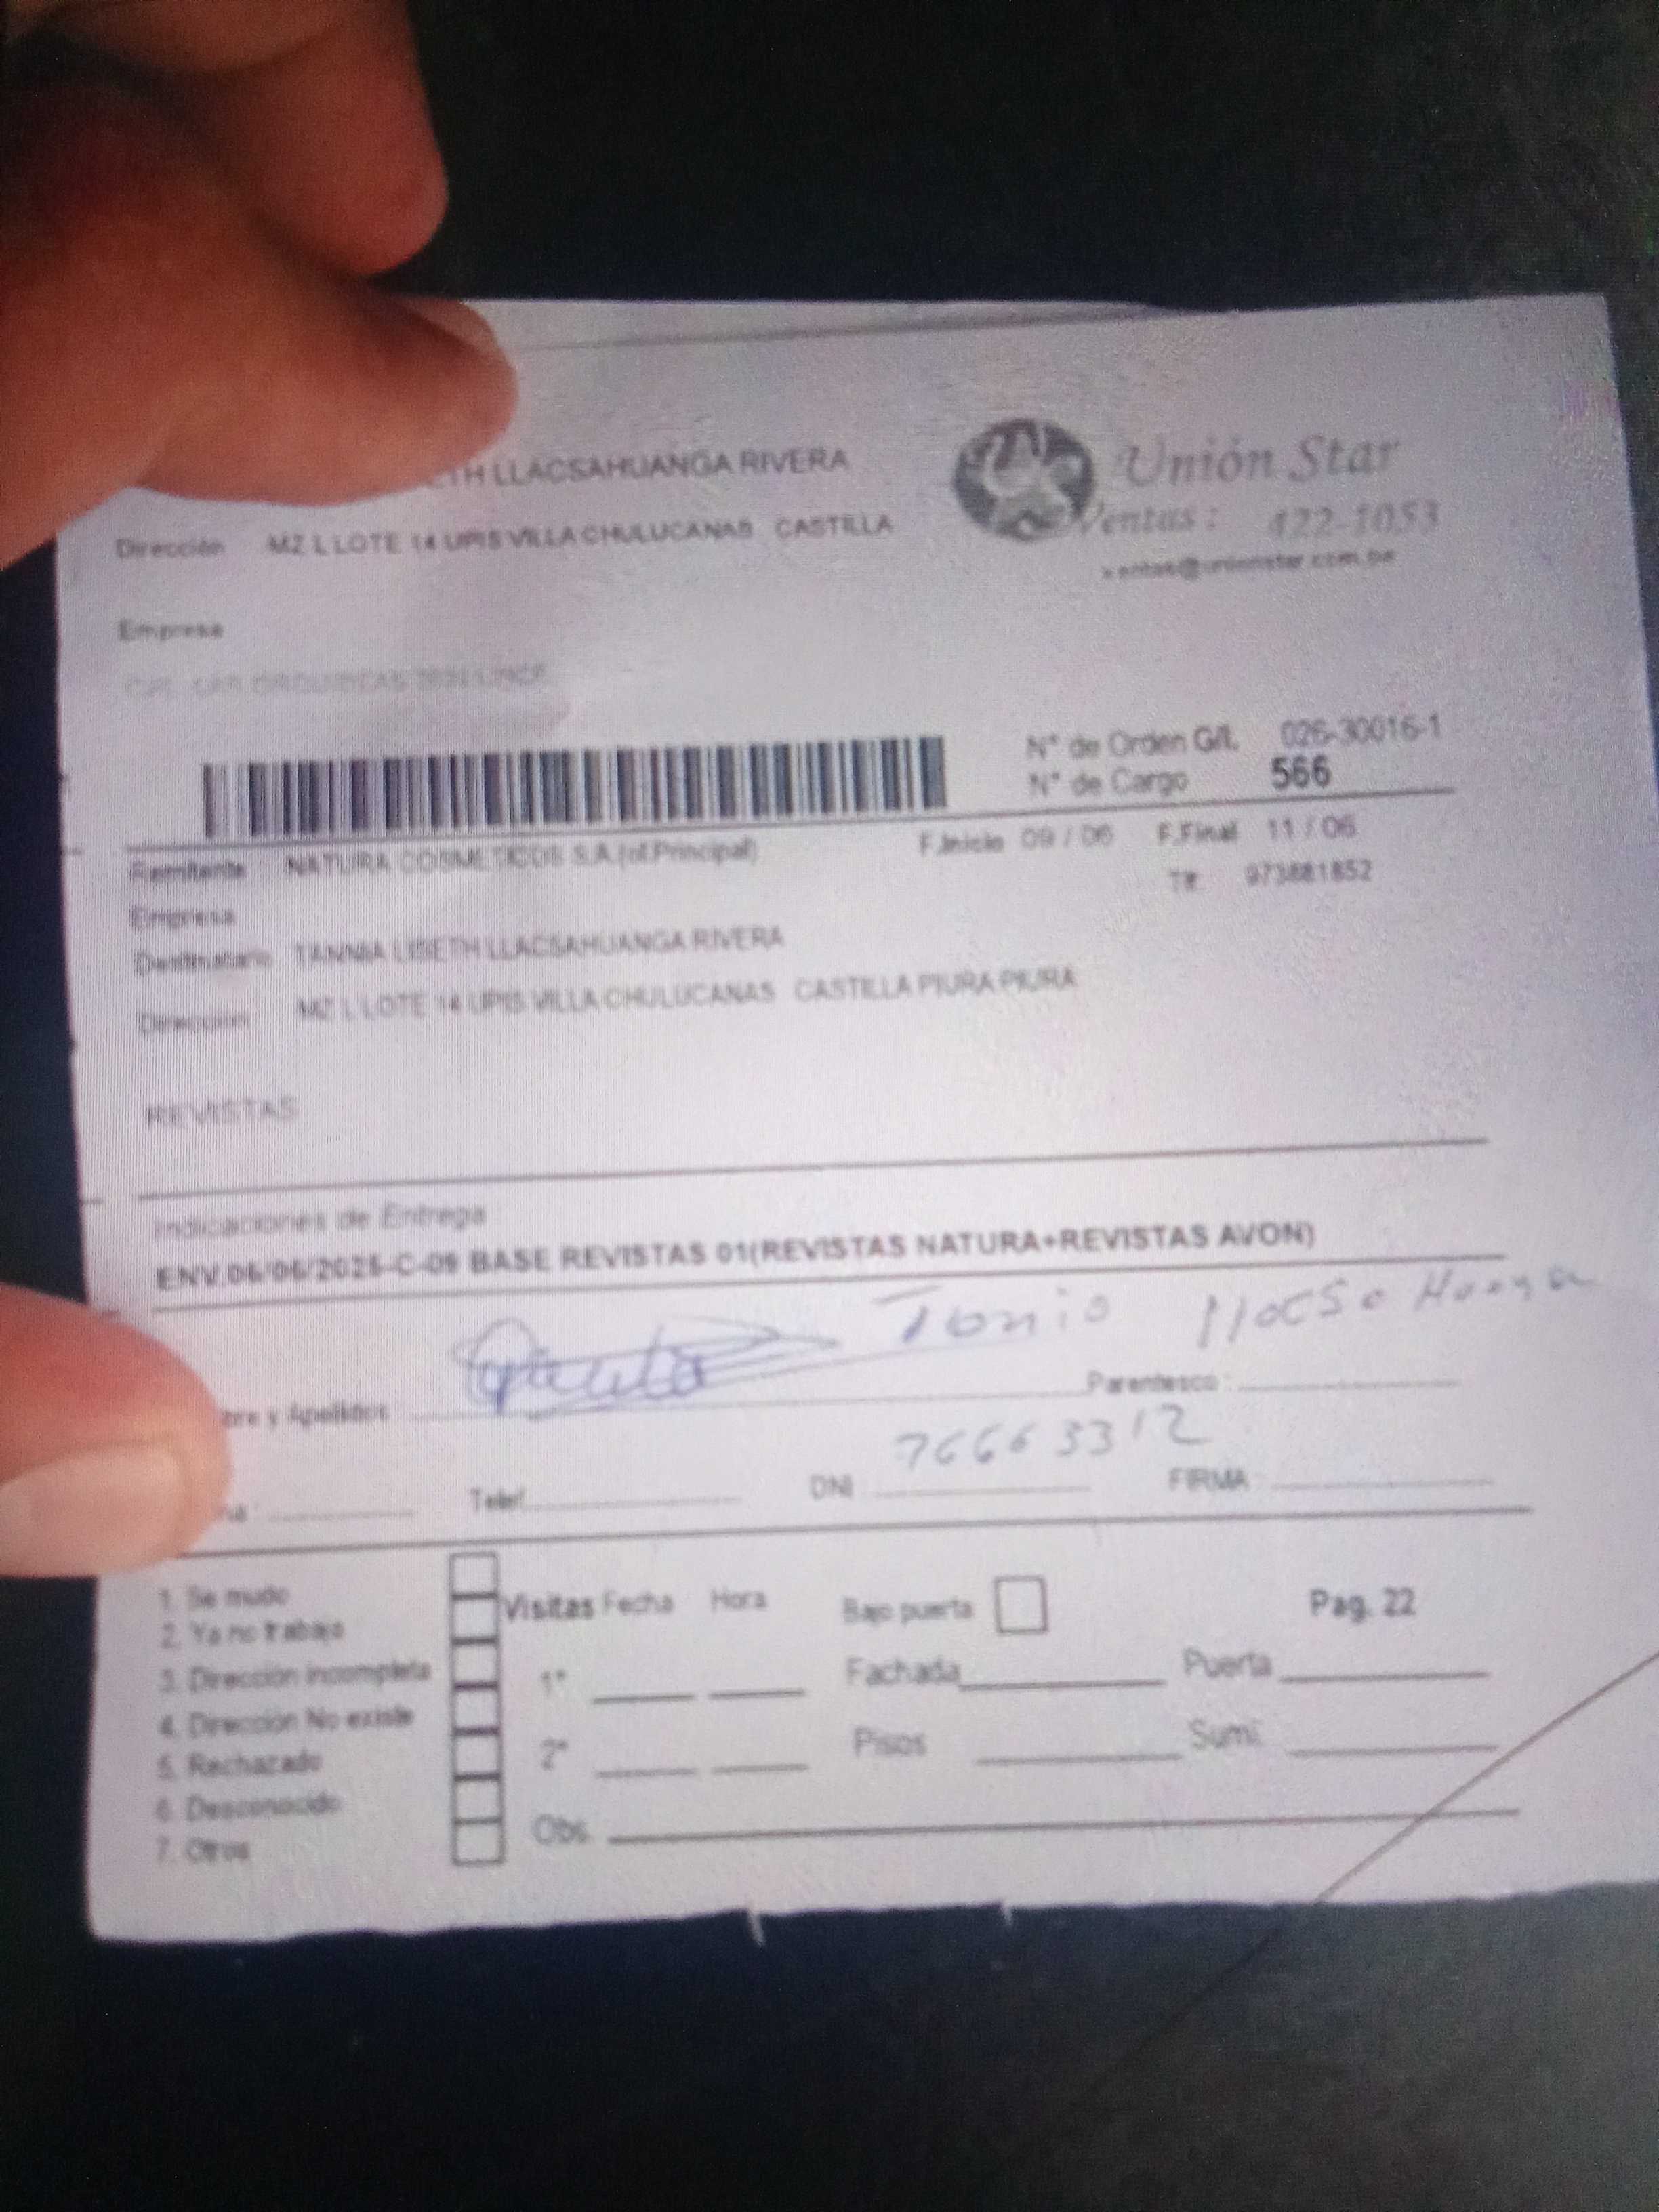 LLACSAHUANGA RIVERA
Unión Star
Dirección MZ L LOTE 14 UPIS VILLA CHULUCANAS CASTILLA
Ventas: 422-1053
ventas@unionstar.com.pe
Empresa
N° de Orden G/L 026-30016-1
N° de Cargo 566
Remitente NATURA COSMETICOS S.A.(of.Principal) F.Inicio 09 / 06 F.Final 11 / 06
Tlf. 973881852
Empresa
Destinatario TANNIA LISETH LLACSAHUANGA RIVERA
Dirección MZ L LOTE 14 UPIS VILLA CHULUCANAS CASTILLA PIURA PIURA
REVISTAS
Indicaciones de Entrega
ENV.06/06/2025-C-09 BASE REVISTAS 01(REVISTAS NATURA+REVISTAS AVON)
y Apellidos Parentesco:
Telef. DNI 76663312 FIRMA
1. Se mudo
2. Ya no trabaja
3. Dirección incompleta
4. Dirección No existe
5. Rechazado
6. Desconocido
7. Otros
Visitas Fecha Hora
1°
2°
Obs.
Bajo puerta
Pag. 22
Fachada Puerta
Pisos Sumi.